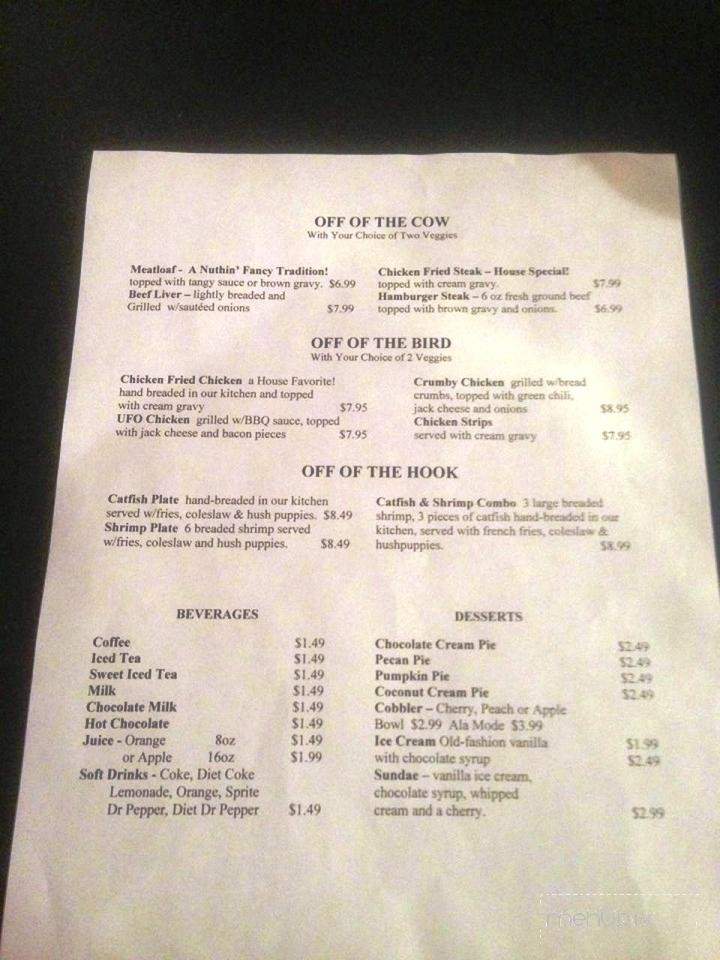 OFF OF THE COW
With Your Choice of Two Veggies
Meatloaf - A Nuthin' Fancy Tradition!
topped with tangy sauce or brown gravy. $6.99
Beef Liver – lightly breaded and
Grilled w/sautéed onions $7.99
Chicken Fried Steak – House Special!
topped with cream gravy. $7.99
Hamburger Steak – 6 oz fresh ground beef
topped with brown gravy and onions. $6.99
OFF OF THE BIRD
With Your Choice of 2 Veggies
Chicken Fried Chicken a House Favorite!
hand breaded in our kitchen and topped
with cream gravy $7.95
UFO Chicken grilled w/BBQ sauce, topped
with jack cheese and bacon pieces $7.95
Crumby Chicken grilled w/bread
crumbs, topped with green chili,
jack cheese and onions $8.95
Chicken Strips
served with cream gravy $7.95
OFF OF THE HOOK
Catfish Plate hand-breaded in our kitchen
served w/fries, coleslaw & hush puppies. $8.49
Shrimp Plate 6 breaded shrimp served
w/fries, coleslaw and hush puppies. $8.49
Catfish & Shrimp Combo 3 large breaded
shrimp, 3 pieces of catfish hand-breaded in our
kitchen, served with french fries, coleslaw &
hushpuppies. $8.99
BEVERAGES
Coffee $1.49
Iced Tea $1.49
Sweet Iced Tea $1.49
Milk $1.49
Chocolate Milk $1.49
Hot Chocolate $1.49
Juice - Orange 8oz $1.49
or Apple 16oz $1.99
Soft Drinks - Coke, Diet Coke
Lemonade, Orange, Sprite
Dr Pepper, Diet Dr Pepper $1.49
DESSERTS
Chocolate Cream Pie $2.49
Pecan Pie $2.49
Pumpkin Pie $2.49
Coconut Cream Pie $2.49
Cobbler – Cherry, Peach or Apple
Bowl $2.99 Ala Mode $3.99
Ice Cream Old-fashion vanilla $1.99
with chocolate syrup $2.49
Sundae – vanilla ice cream,
chocolate syrup, whipped
cream and a cherry. $2.99